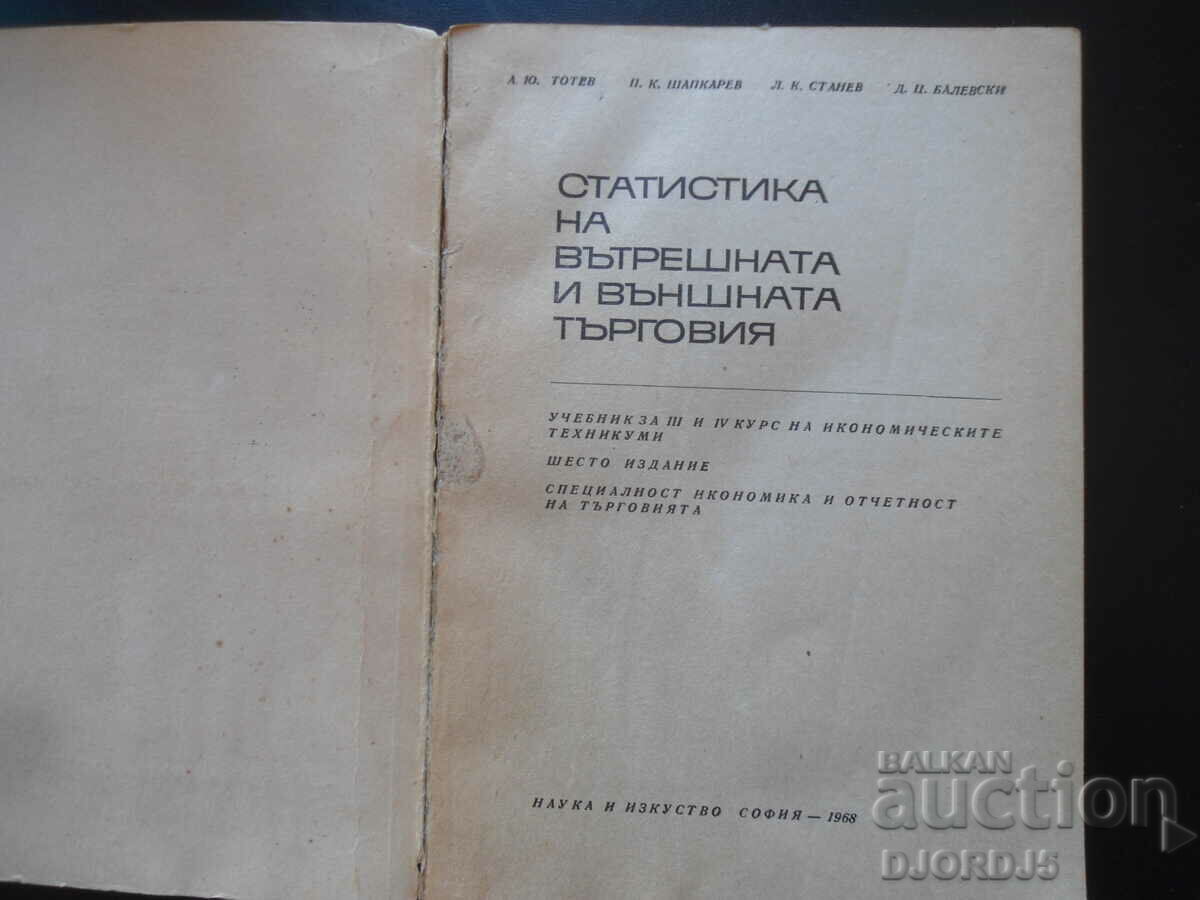 А. Ю. ТОТЕВ П. К. ШАПКАРЕВ Л. К. СТАНЕВ Д. Ц. БАЛЕВСКИ
СТАТИСТИКА
НА
ВЪТРЕШНАТА
И ВЪНШНАТА
ТЪРГОВИЯ
УЧЕБНИК ЗА III И IV КУРС НА ИКОНОМИЧЕСКИТЕ
ТЕХНИКУМИ
ШЕСТО ИЗДАНИЕ
СПЕЦИАЛНОСТ ИКОНОМИКА И ОТЧЕТНОСТ
НА ТЪРГОВИЯТА
НАУКА И ИЗКУСТВО СОФИЯ — 1968
BALKAN
auction
DJORDJ5